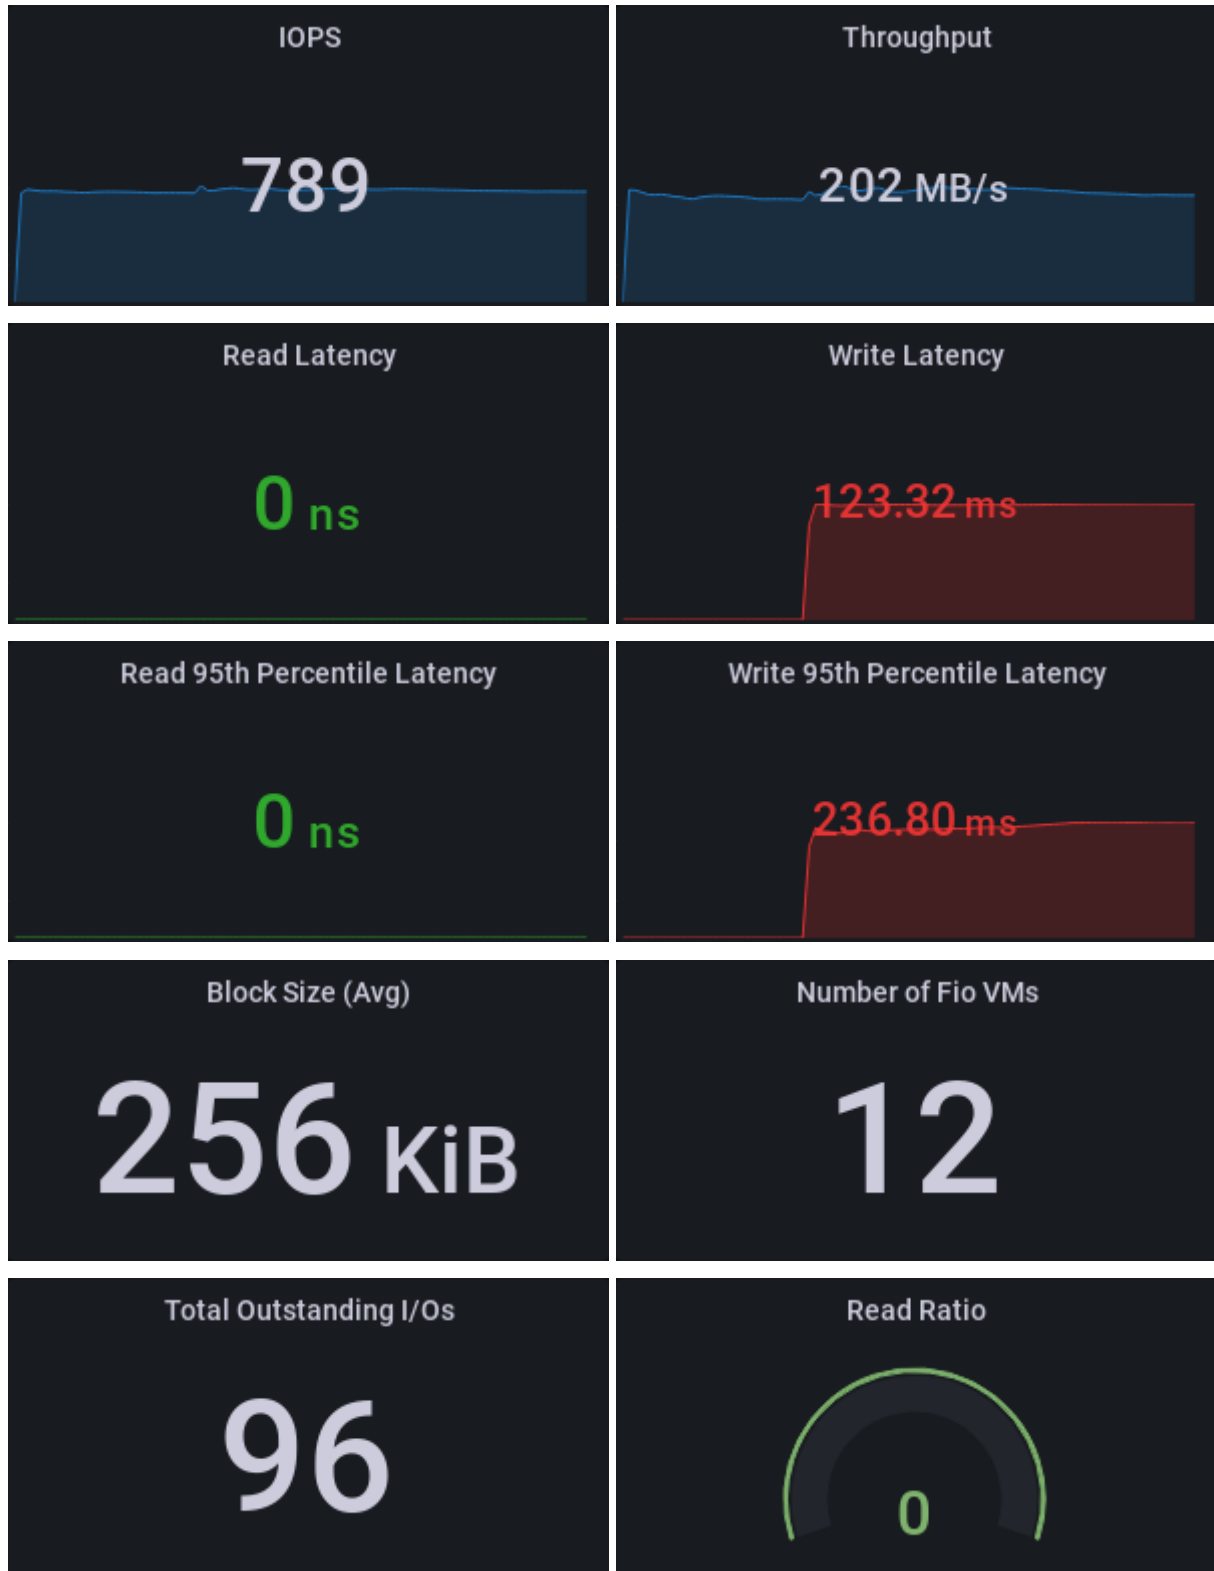 IOPS
789
Throughput
202 MB/s
Read Latency
0 ns
Write Latency
123.32 ms
Read 95th Percentile Latency
0 ns
Write 95th Percentile Latency
236.80 ms
Block Size (Avg)
256 KiB
Number of Fio VMs
12
Total Outstanding I/Os
96
Read Ratio
0